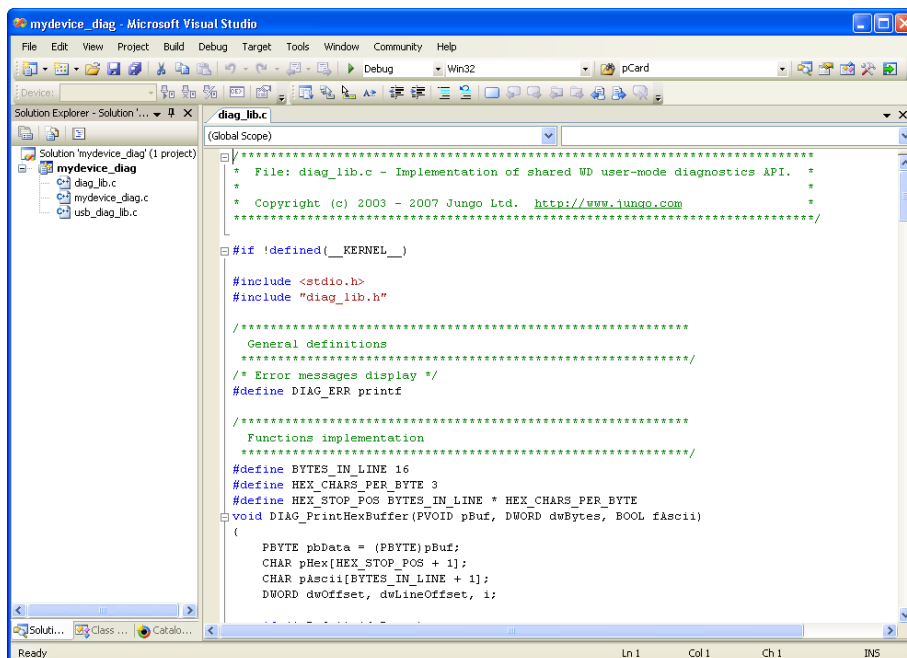 mydevice_diag - Microsoft Visual Studio
File Edit View Project Build Debug Target Tools Window Community Help
Debug Win32 pCard
Device:
Solution Explorer - Solution '...
diag_lib.c
(Global Scope)
Solution 'mydevice_diag' (1 project)
mydevice_diag
diag_lib.c
mydevice_diag.c
usb_diag_lib.c
/******************************************************************************
* File: diag_lib.c - Implementation of shared WD user-mode diagnostics API. *
* *
* Copyright (c) 2003 - 2007 Jungo Ltd. http://www.jungo.com *
*******************************************************************************/
#if !defined(__KERNEL__)
#include <stdio.h>
#include "diag_lib.h"
/*************************************************************
General definitions
*************************************************************/
/* Error messages display */
#define DIAG_ERR printf
/*************************************************************
Functions implementation
*************************************************************/
#define BYTES_IN_LINE 16
#define HEX_CHARS_PER_BYTE 3
#define HEX_STOP_POS BYTES_IN_LINE * HEX_CHARS_PER_BYTE
void DIAG_PrintHexBuffer(PVOID pBuf, DWORD dwBytes, BOOL fAscii)
{
PBYTE pbData = (PBYTE)pBuf;
CHAR pHex[HEX_STOP_POS + 1];
CHAR pAscii[BYTES_IN_LINE + 1];
DWORD dwOffset, dwLineOffset, i;
Soluti... Class ... Catalo...
Ready Ln 1 Col 1 Ch 1 INS